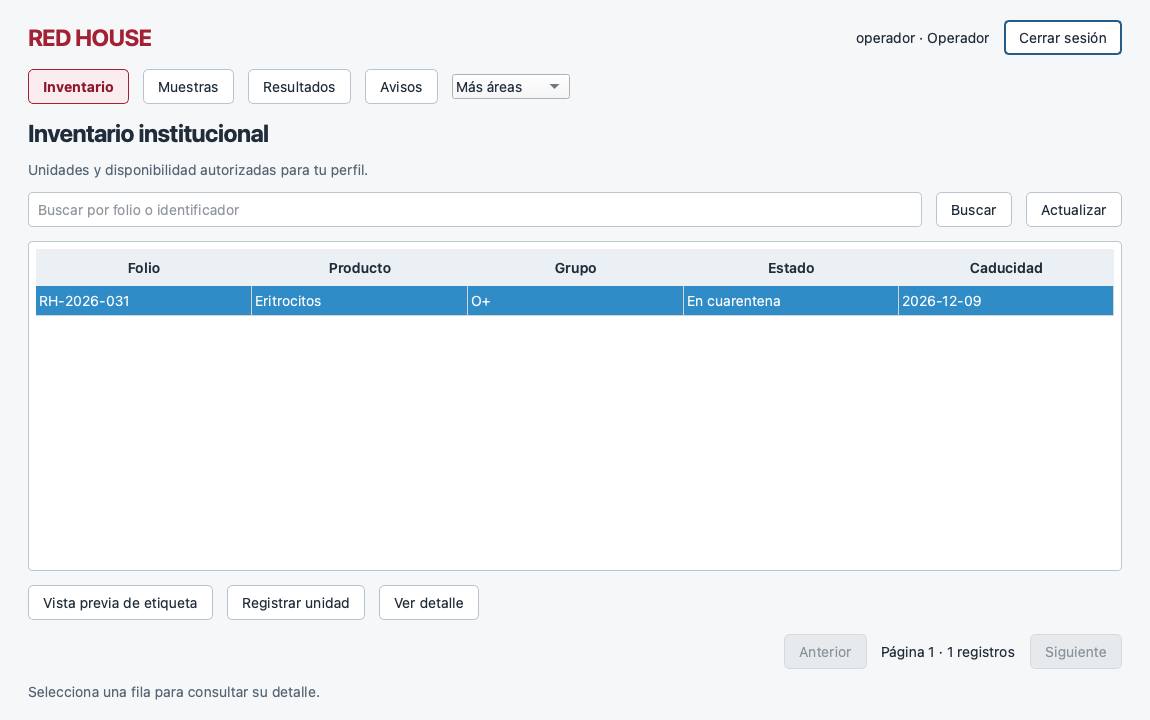 RED HOUSE
operador · Operador
Cerrar sesión
Inventario
Muestras
Resultados
Avisos
Más áreas
Inventario institucional
Unidades y disponibilidad autorizadas para tu perfil.
Buscar por folio o identificador
Buscar
Actualizar
Folio
Producto
Grupo
Estado
Caducidad
RH-2026-031
Eritrocitos
O+
En cuarentena
2026-12-09
Vista previa de etiqueta
Registrar unidad
Ver detalle
Anterior
Página 1 · 1 registros
Siguiente
Selecciona una fila para consultar su detalle.